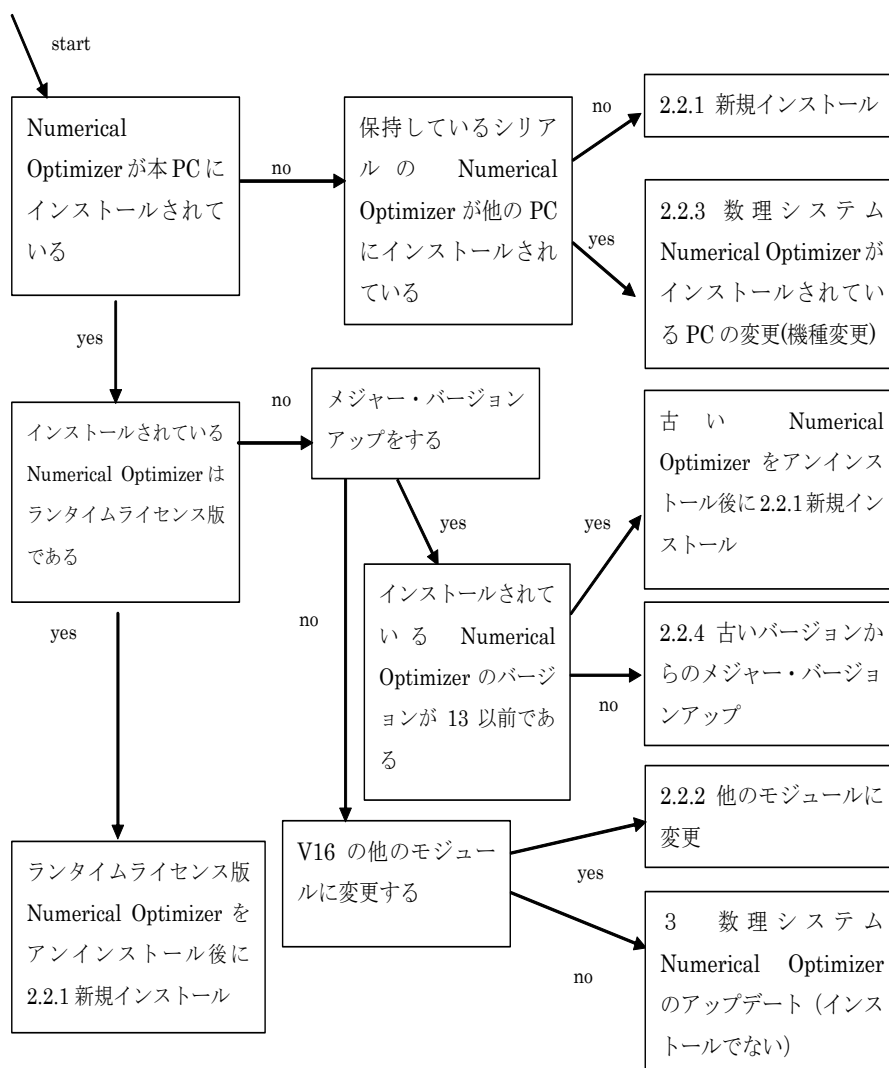 start
Numerical
Optimizer が本 PC に
インストールされて
いる
no
保持しているシリア
ルの Numerical
Optimizer が他の PC
にインストールされ
ている
no
2.2.1 新規インストール
yes
2.2.3 数理システム
Numerical Optimizer が
インストールされてい
る PC の変更(機種変更)
yes
インストールされている
Numerical Optimizer は
ランタイムライセンス版
である
no
メジャー・バージョン
アップをする
yes
インストールされて
いる Numerical
Optimizer のバージ
ョンが 13 以前であ
る
yes
古い Numerical
Optimizer をアンインス
トール後に 2.2.1 新規イン
ストール
no
2.2.4 古いバージョンか
らのメジャー・バージョ
ンアップ
no
V16 の他のモジュー
ルに変更する
yes
2.2.2 他のモジュールに
変更
no
3 数理システム
Numerical Optimizer
のアップデート（インス
トールでない）
yes
ランタイムライセンス版
Numerical Optimizer を
アンインストール後に
2.2.1 新規インストール